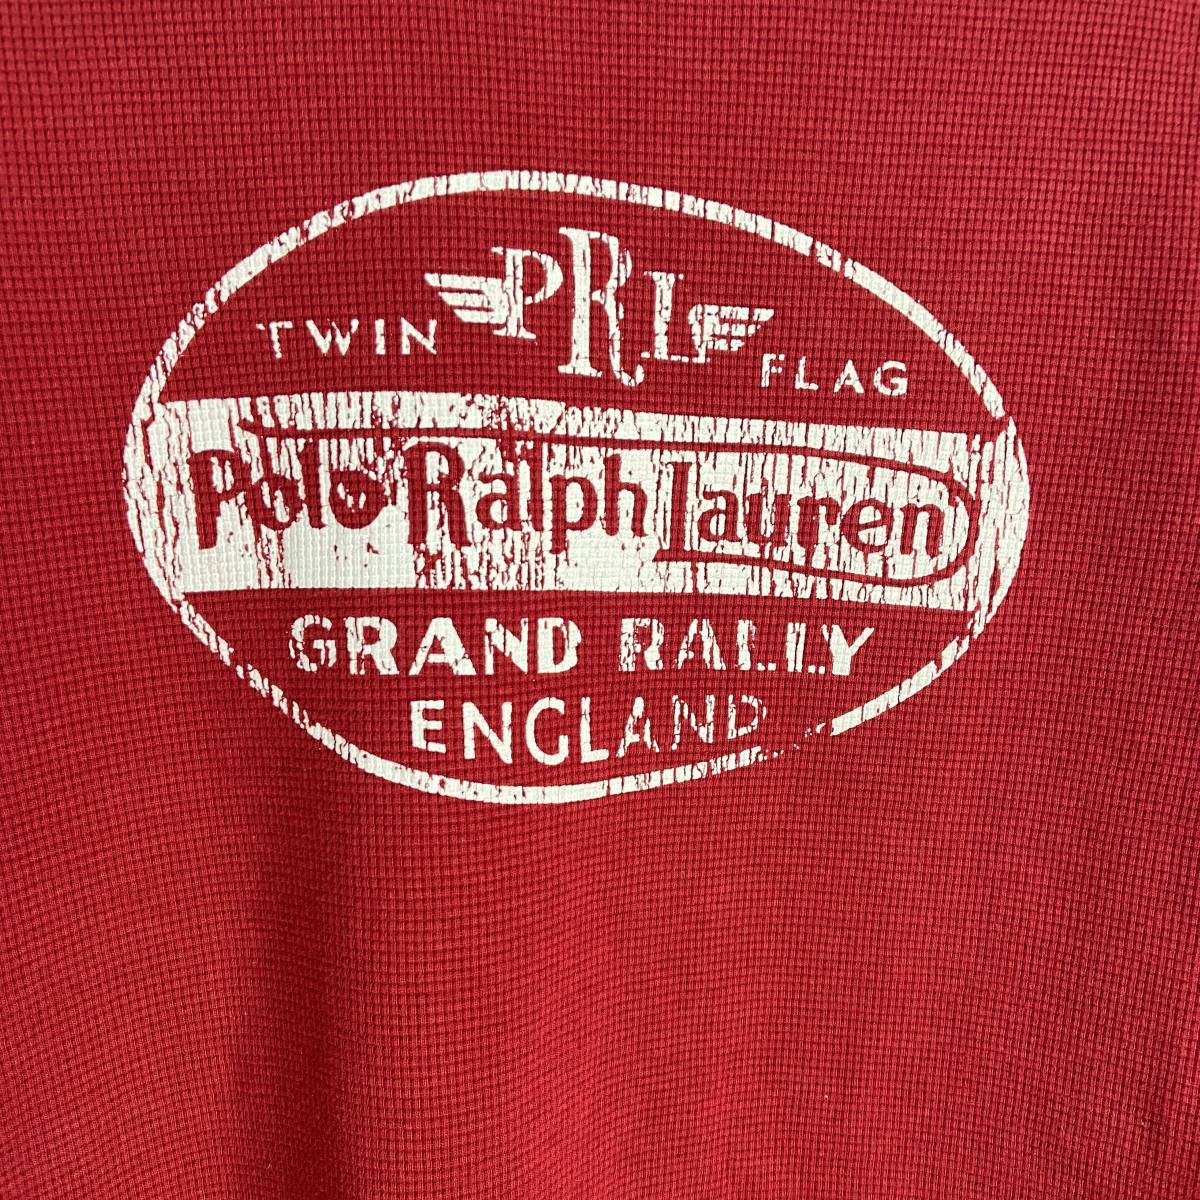 PRL
TWIN FLAG
Polo Ralph Lauren
GRAND RALLY
ENGLAND